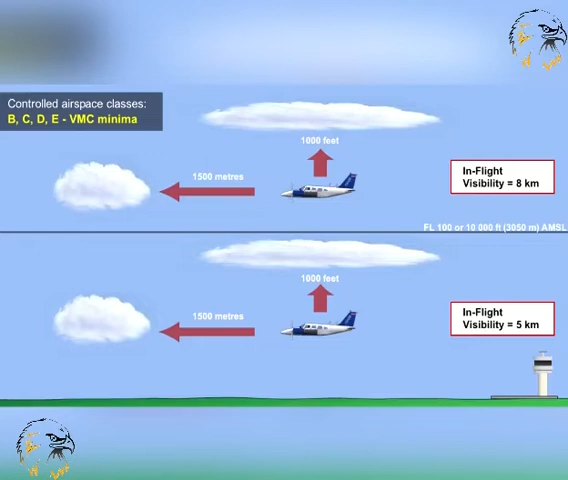 Controlled airspace classes:
B, C, D, E - VMC minima
1000 feet
1500 metres
In-Flight
Visibility = 8 km
FL 100 or 10 000 ft (3050 m) AMSL
1000 feet
1500 metres
In-Flight
Visibility = 5 km